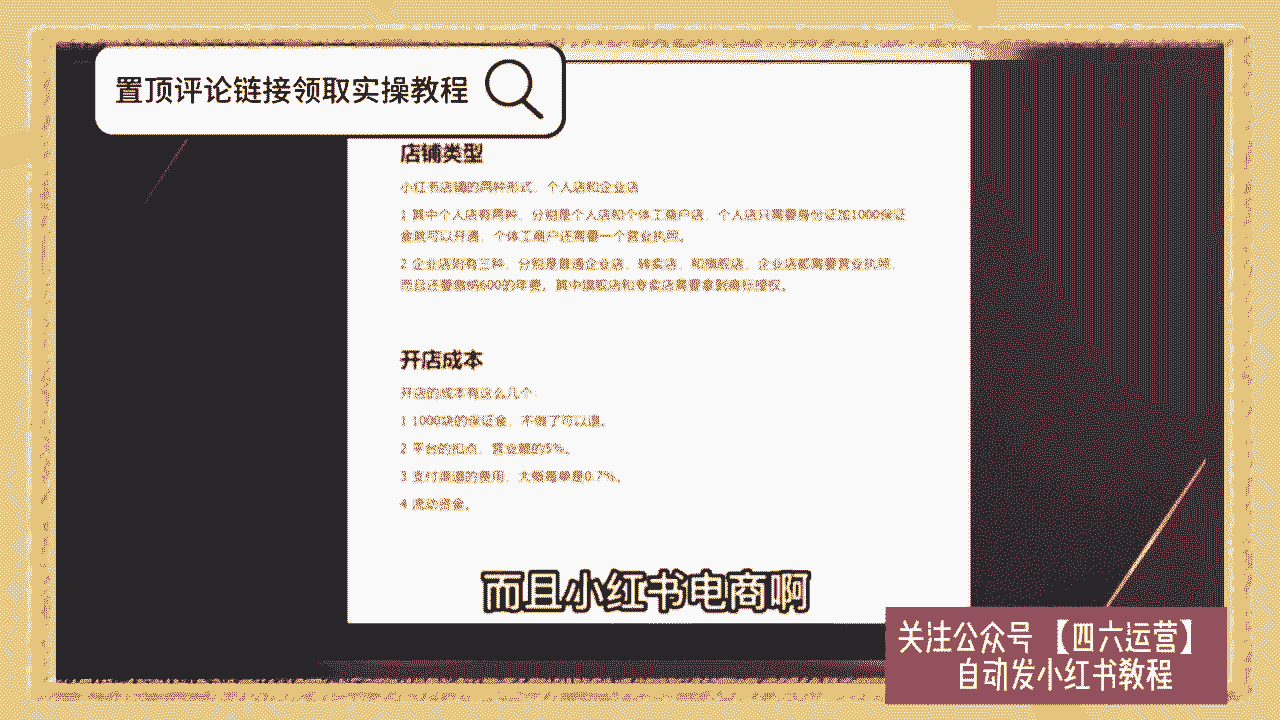 置顶评论链接领取实操教程
店铺类型
小红书店铺的两种形式，个人店和企业店
1 其中个人店有两种，分别是个人店和个体工商户店，个人店只需要身份证加1000保证
金就可以开通，个体工商户还需要一个营业执照。
2 企业店则有三种，分别是普通企业店，转卖店，和旗舰店，企业店都需要营业执照，
而且还要缴纳600的年费，其中旗舰店和专卖店需要拿到商标授权。
开店成本
开店的成本有这么几个：
1 1000块的保证金，不做了可以退。
2 平台的扣点，营业额的5%。
3 支付渠道的费用，大概每单是0.7%。
4 流动资金。
而且小红书电商啊
关注公众号【四六运营】
自动发小红书教程